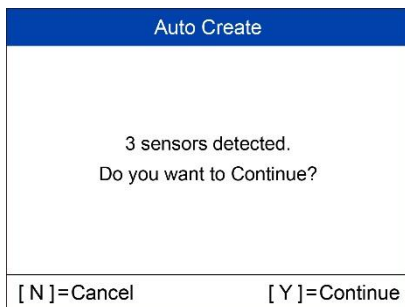 Auto Create
3 sensors detected.
Do you want to Continue?
[ N ]=Cancel [ Y ]=Continue